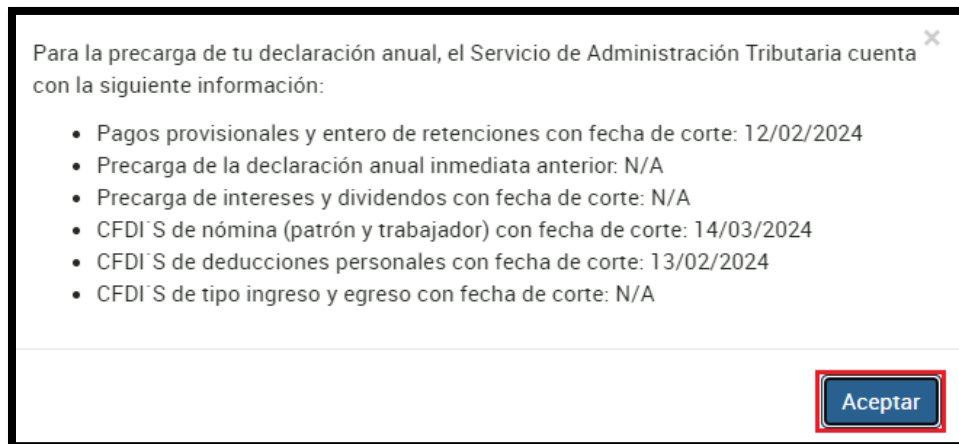 Para la precarga de tu declaración anual, el Servicio de Administración Tributaria cuenta ×
con la siguiente información:
• Pagos provisionales y entero de retenciones con fecha de corte: 12/02/2024
• Precarga de la declaración anual inmediata anterior: N/A
• Precarga de intereses y dividendos con fecha de corte: N/A
• CFDI´S de nómina (patrón y trabajador) con fecha de corte: 14/03/2024
• CFDI´S de deducciones personales con fecha de corte: 13/02/2024
• CFDI´S de tipo ingreso y egreso con fecha de corte: N/A
Aceptar